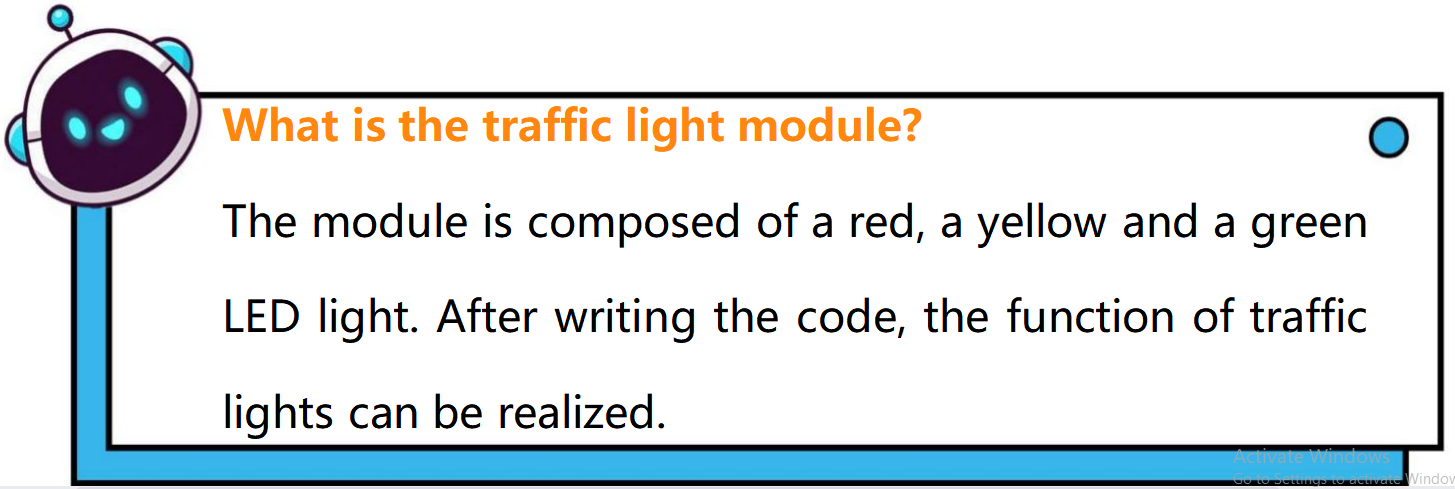 What is the traffic light module?
The module is composed of a red, a yellow and a green
LED light. After writing the code, the function of traffic
lights can be realized.
Activate Windows
Go to Settings to activate Window